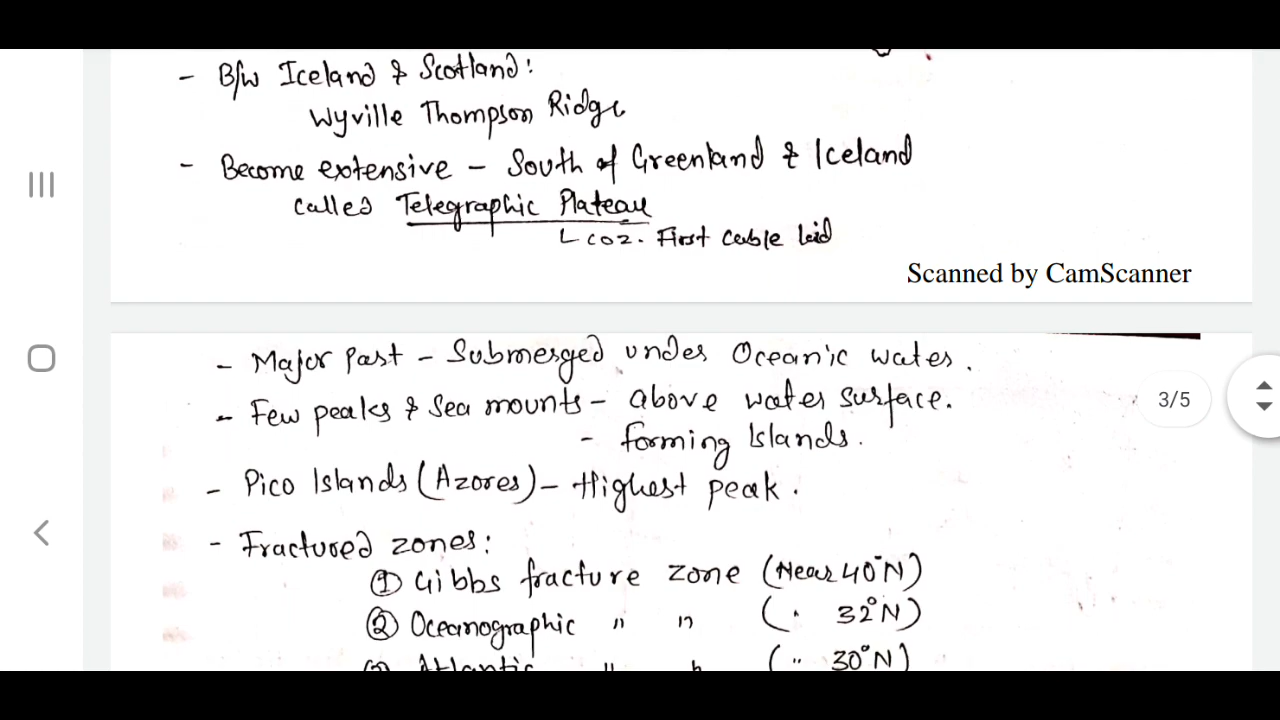 - B/w Iceland & Scotland:
Wyville Thompson Ridge
- Become extensive - South of Greenland & Iceland
called Telegraphic Plateau
coz. First cable laid
Scanned by CamScanner
- Major Part - Submerged under Oceanic water.
3/5
- Few peaks & Sea mounts - above water surface.
- forming Islands.
- Pico Islands (Azores) - Highest peak.
- Fractured zones:
① Gibbs fracture zone (Near 40°N)
② Oceanographic " " ( " 32°N)
③ Atlantic " " ( " 30°N)